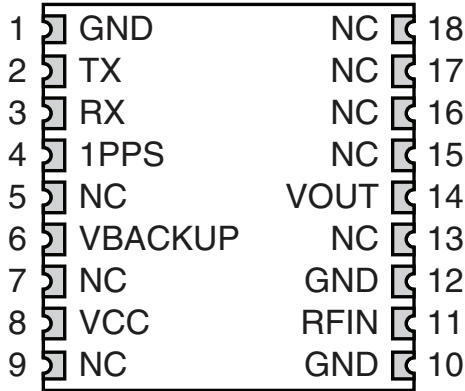 1 GND NC 18
2 TX NC 17
3 RX NC 16
4 1PPS NC 15
5 NC VOUT 14
6 VBACKUP NC 13
7 NC GND 12
8 VCC RFIN 11
9 NC GND 10